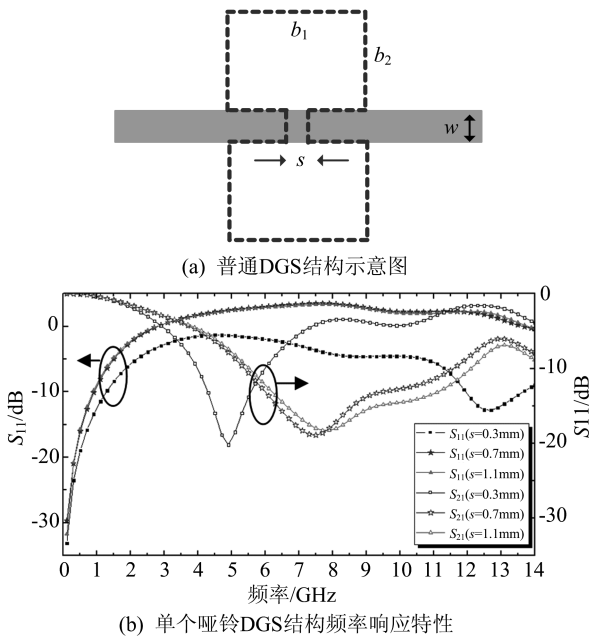 b1
b2
w
s
(a) 普通DGS结构示意图
0
-10
-20
-30
S11/dB
0
-10
-20
-30
S11/dB
S11(s=0.3mm)
S11(s=0.7mm)
S11(s=1.1mm)
S21(s=0.3mm)
S21(s=0.7mm)
S21(s=1.1mm)
0 1 2 3 4 5 6 7 8 9 10 11 12 13 14
频率/GHz
(b) 单个哑铃DGS结构频率响应特性